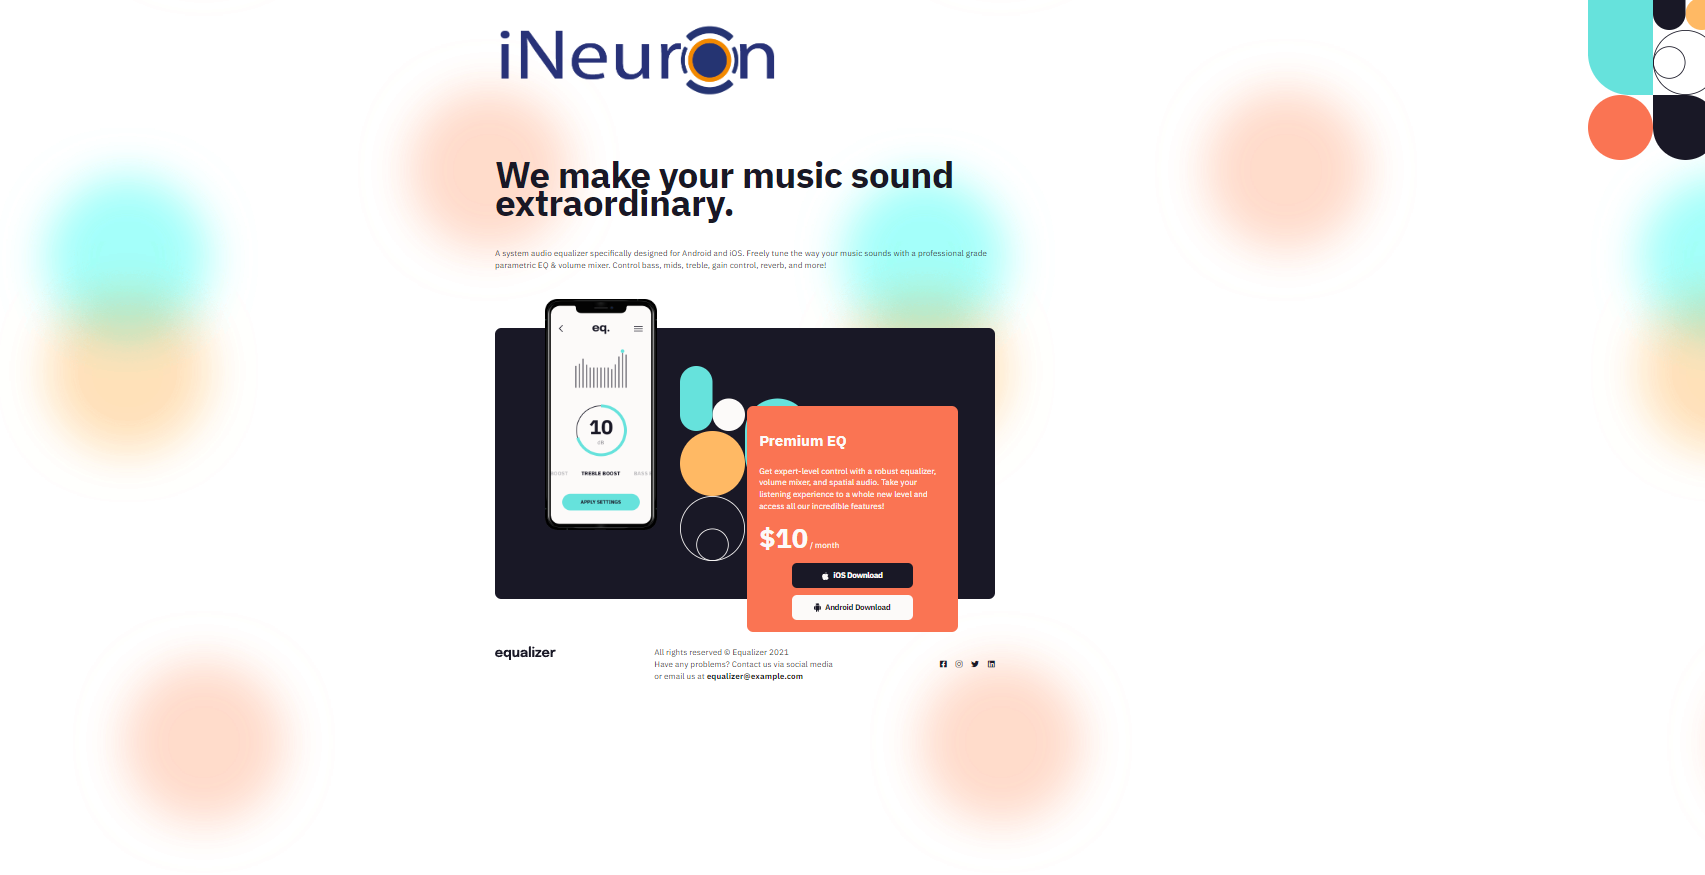 iNeuron
We make your music sound
extraordinary.
A system audio equalizer specifically designed for Android and iOS. Freely tune the way your music sounds with a professional grade
parametric EQ & volume mixer. Control bass, mids, treble, gain control, reverb, and more!
eq.
10
dB
BOOST TREBLE BOOST BASS
APPLY SETTINGS
Premium EQ
Get expert-level control with a robust equalizer,
volume mixer, and spatial audio. Take your
listening experience to a whole new level and
access all our incredible features!
$10 / month
iOS Download
Android Download
equalizer
All rights reserved © Equalizer 2021
Have any problems? Contact us via social media
or email us at equalizer@example.com